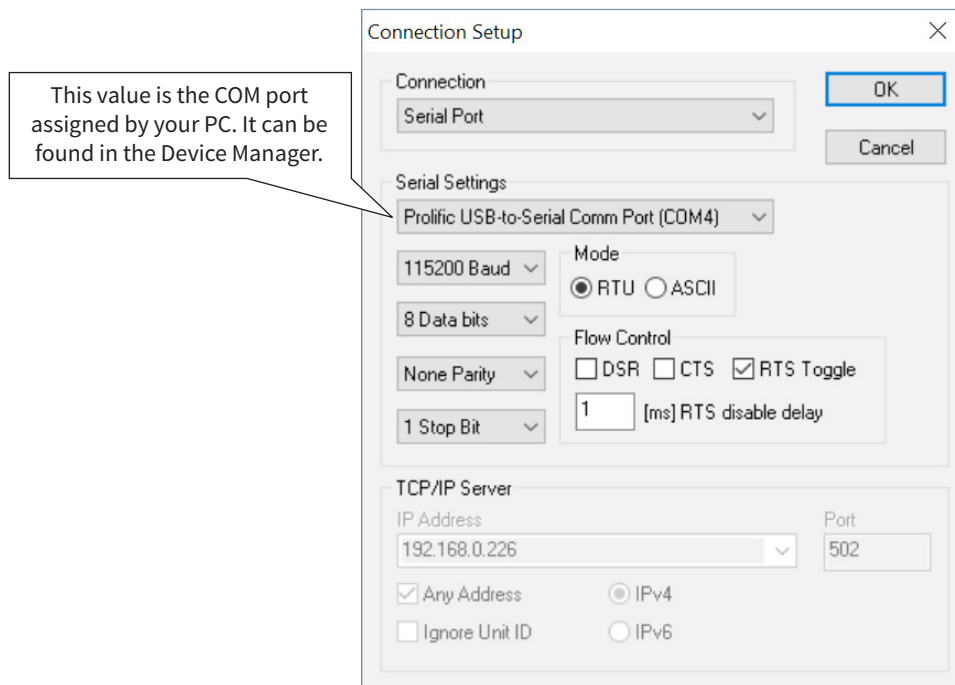 Connection Setup
This value is the COM port
assigned by your PC. It can be
found in the Device Manager.
Connection
Serial Port
OK
Cancel
Serial Settings
Prolific USB-to-Serial Comm Port (COM4)
115200 Baud
8 Data bits
None Parity
1 Stop Bit
Mode
RTU ASCII
Flow Control
DSR CTS RTS Toggle
1 [ms] RTS disable delay
TCP/IP Server
IP Address Port
192.168.0.226 502
Any Address IPv4
Ignore Unit ID IPv6